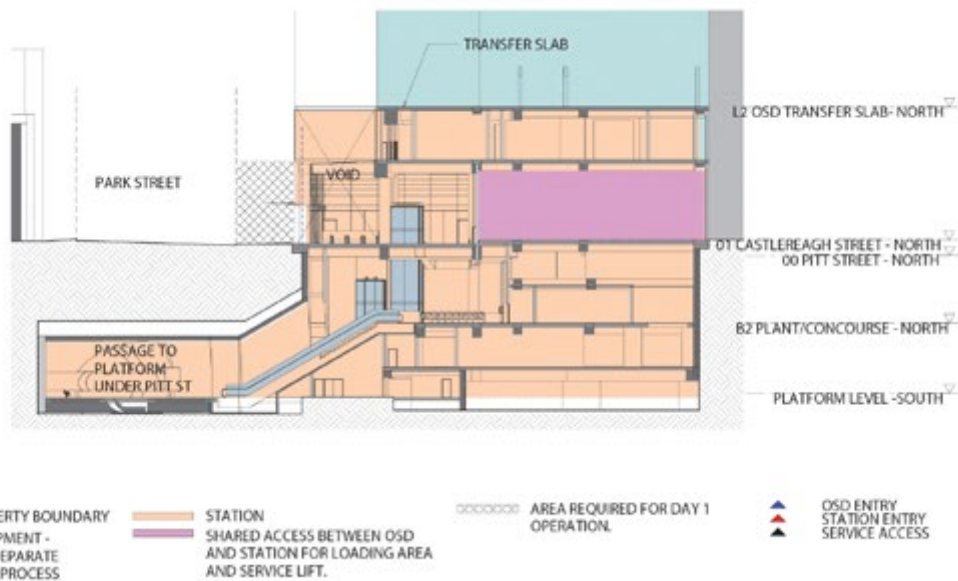 TRANSFER SLAB
L2 OSD TRANSFER SLAB- NORTH
PARK STREET
VOID
01 CASTLEREAGH STREET - NORTH
00 PITT STREET - NORTH
B2 PLANT/CONCOURSE - NORTH
PASSAGE TO
PLATFORM
UNDER PITT ST
PLATFORM LEVEL -SOUTH
ERTY BOUNDARY
PMENT -
EPARATE
PROCESS
STATION
SHARED ACCESS BETWEEN OSD
AND STATION FOR LOADING AREA
AND SERVICE LIFT.
AREA REQUIRED FOR DAY 1
OPERATION.
OSD ENTRY
STATION ENTRY
SERVICE ACCESS